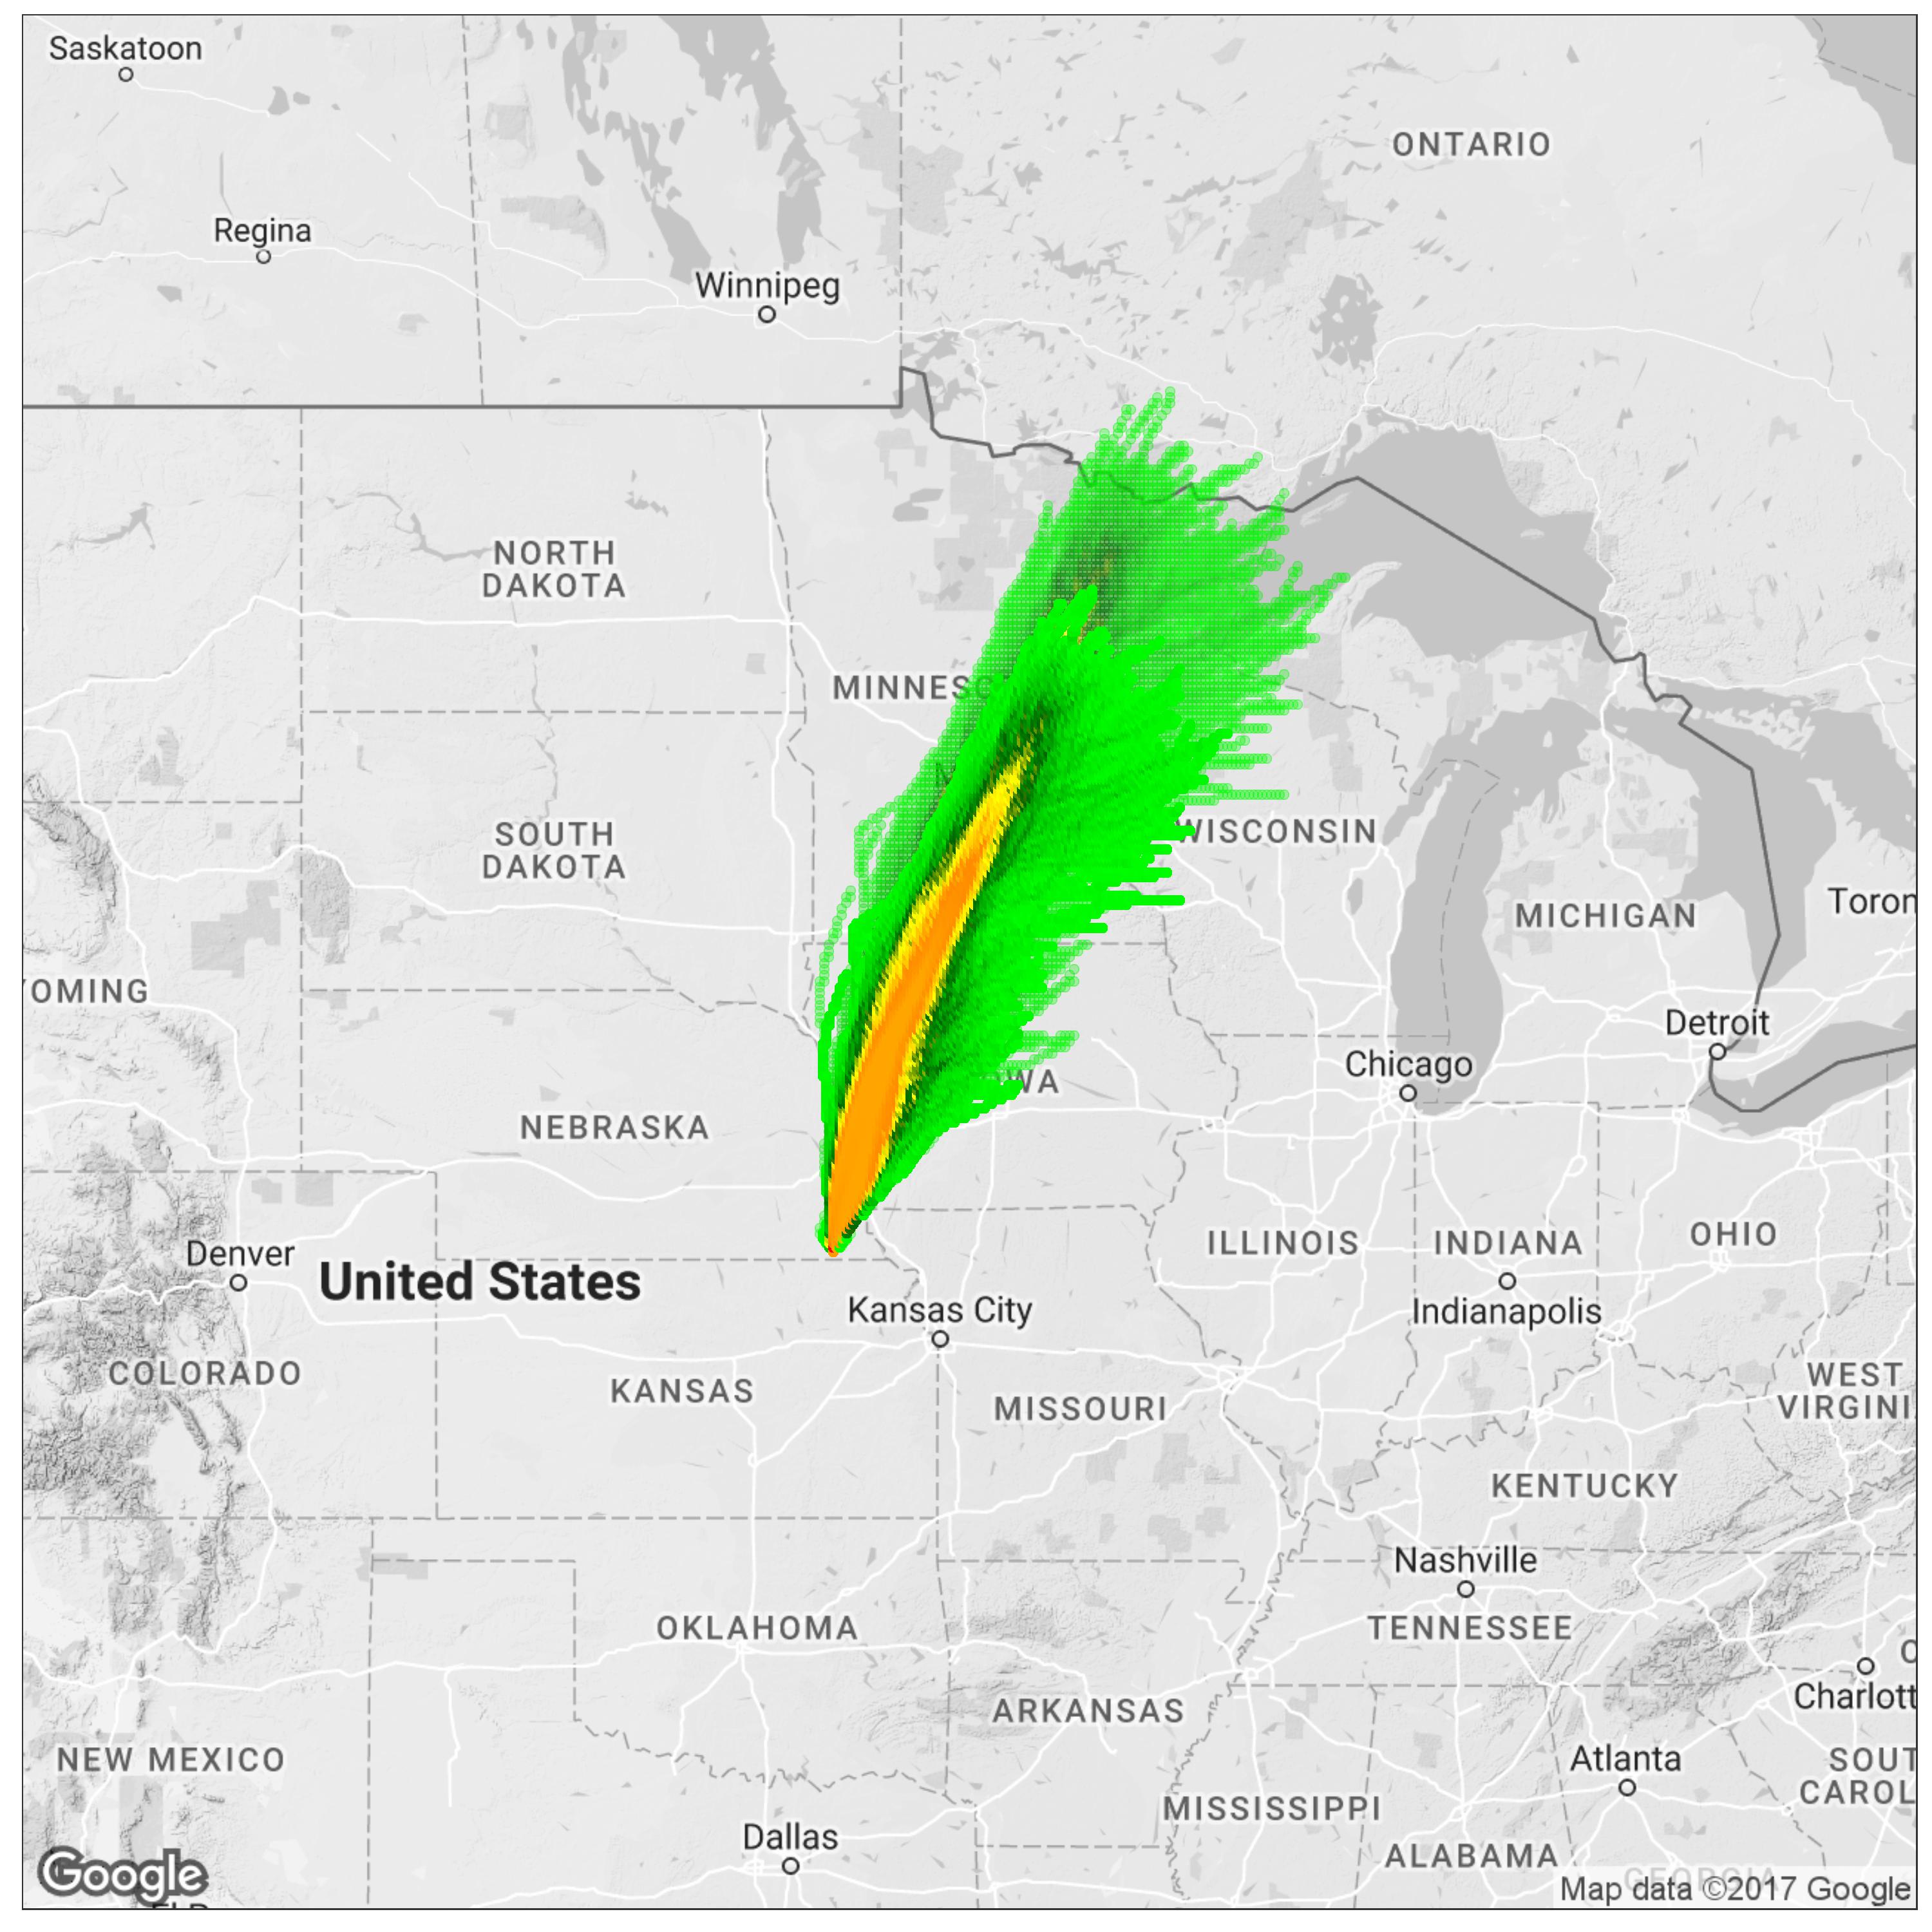 Saskatoon
ONTARIO
Regina
Winnipeg
NORTH
DAKOTA
MINNES
SOUTH
DAKOTA
WISCONSIN
MICHIGAN
Toron
YOMING
Detroit
Chicago
WA
NEBRASKA
Denver
United States
ILLINOIS
INDIANA
OHIO
Kansas City
Indianapolis
COLORADO
KANSAS
MISSOURI
WEST
VIRGINI
KENTUCKY
Nashville
OKLAHOMA
TENNESSEE
C
Charlott
ARKANSAS
NEW MEXICO
Atlanta
SOUT
CAROL
MISSISSIPPI
Dallas
ALABAMA
GEORGIA
Google
Map data ©2017 Google